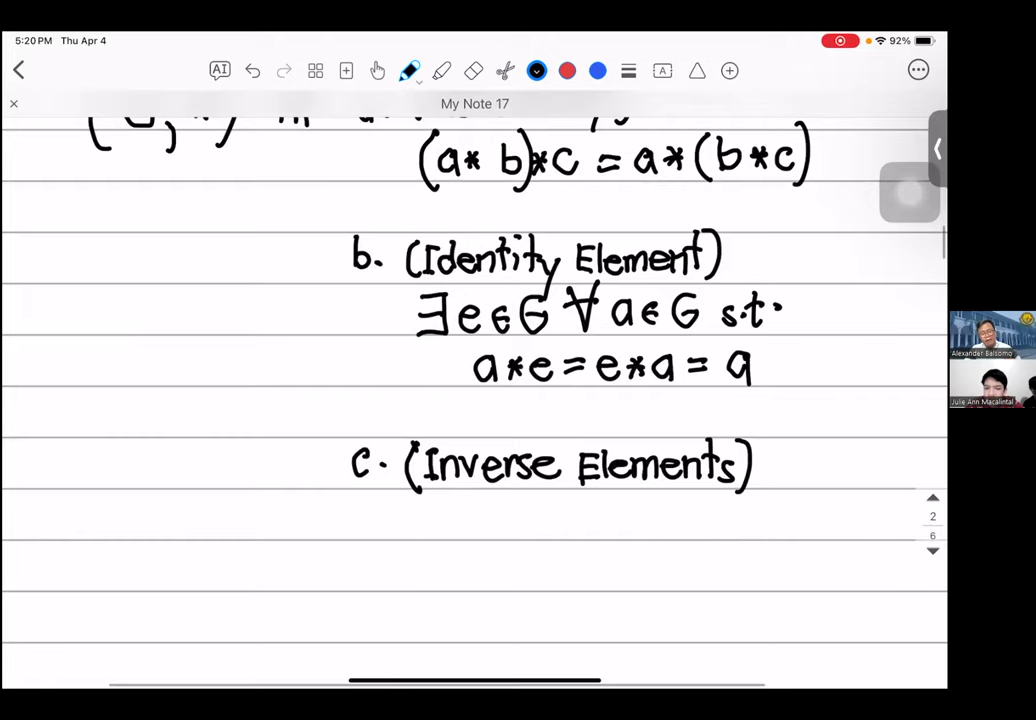 5:20 PM Thu Apr 4
92%
AI
A
My Note 17
(a* b)*c = a*(b*c)
b. (Identity Element)
∃e∈G ∀ a∈G s.t.
a*e = e*a = a
c. (Inverse Elements)
2
6
Alexander Balsomo
Julie Ann Macalintal